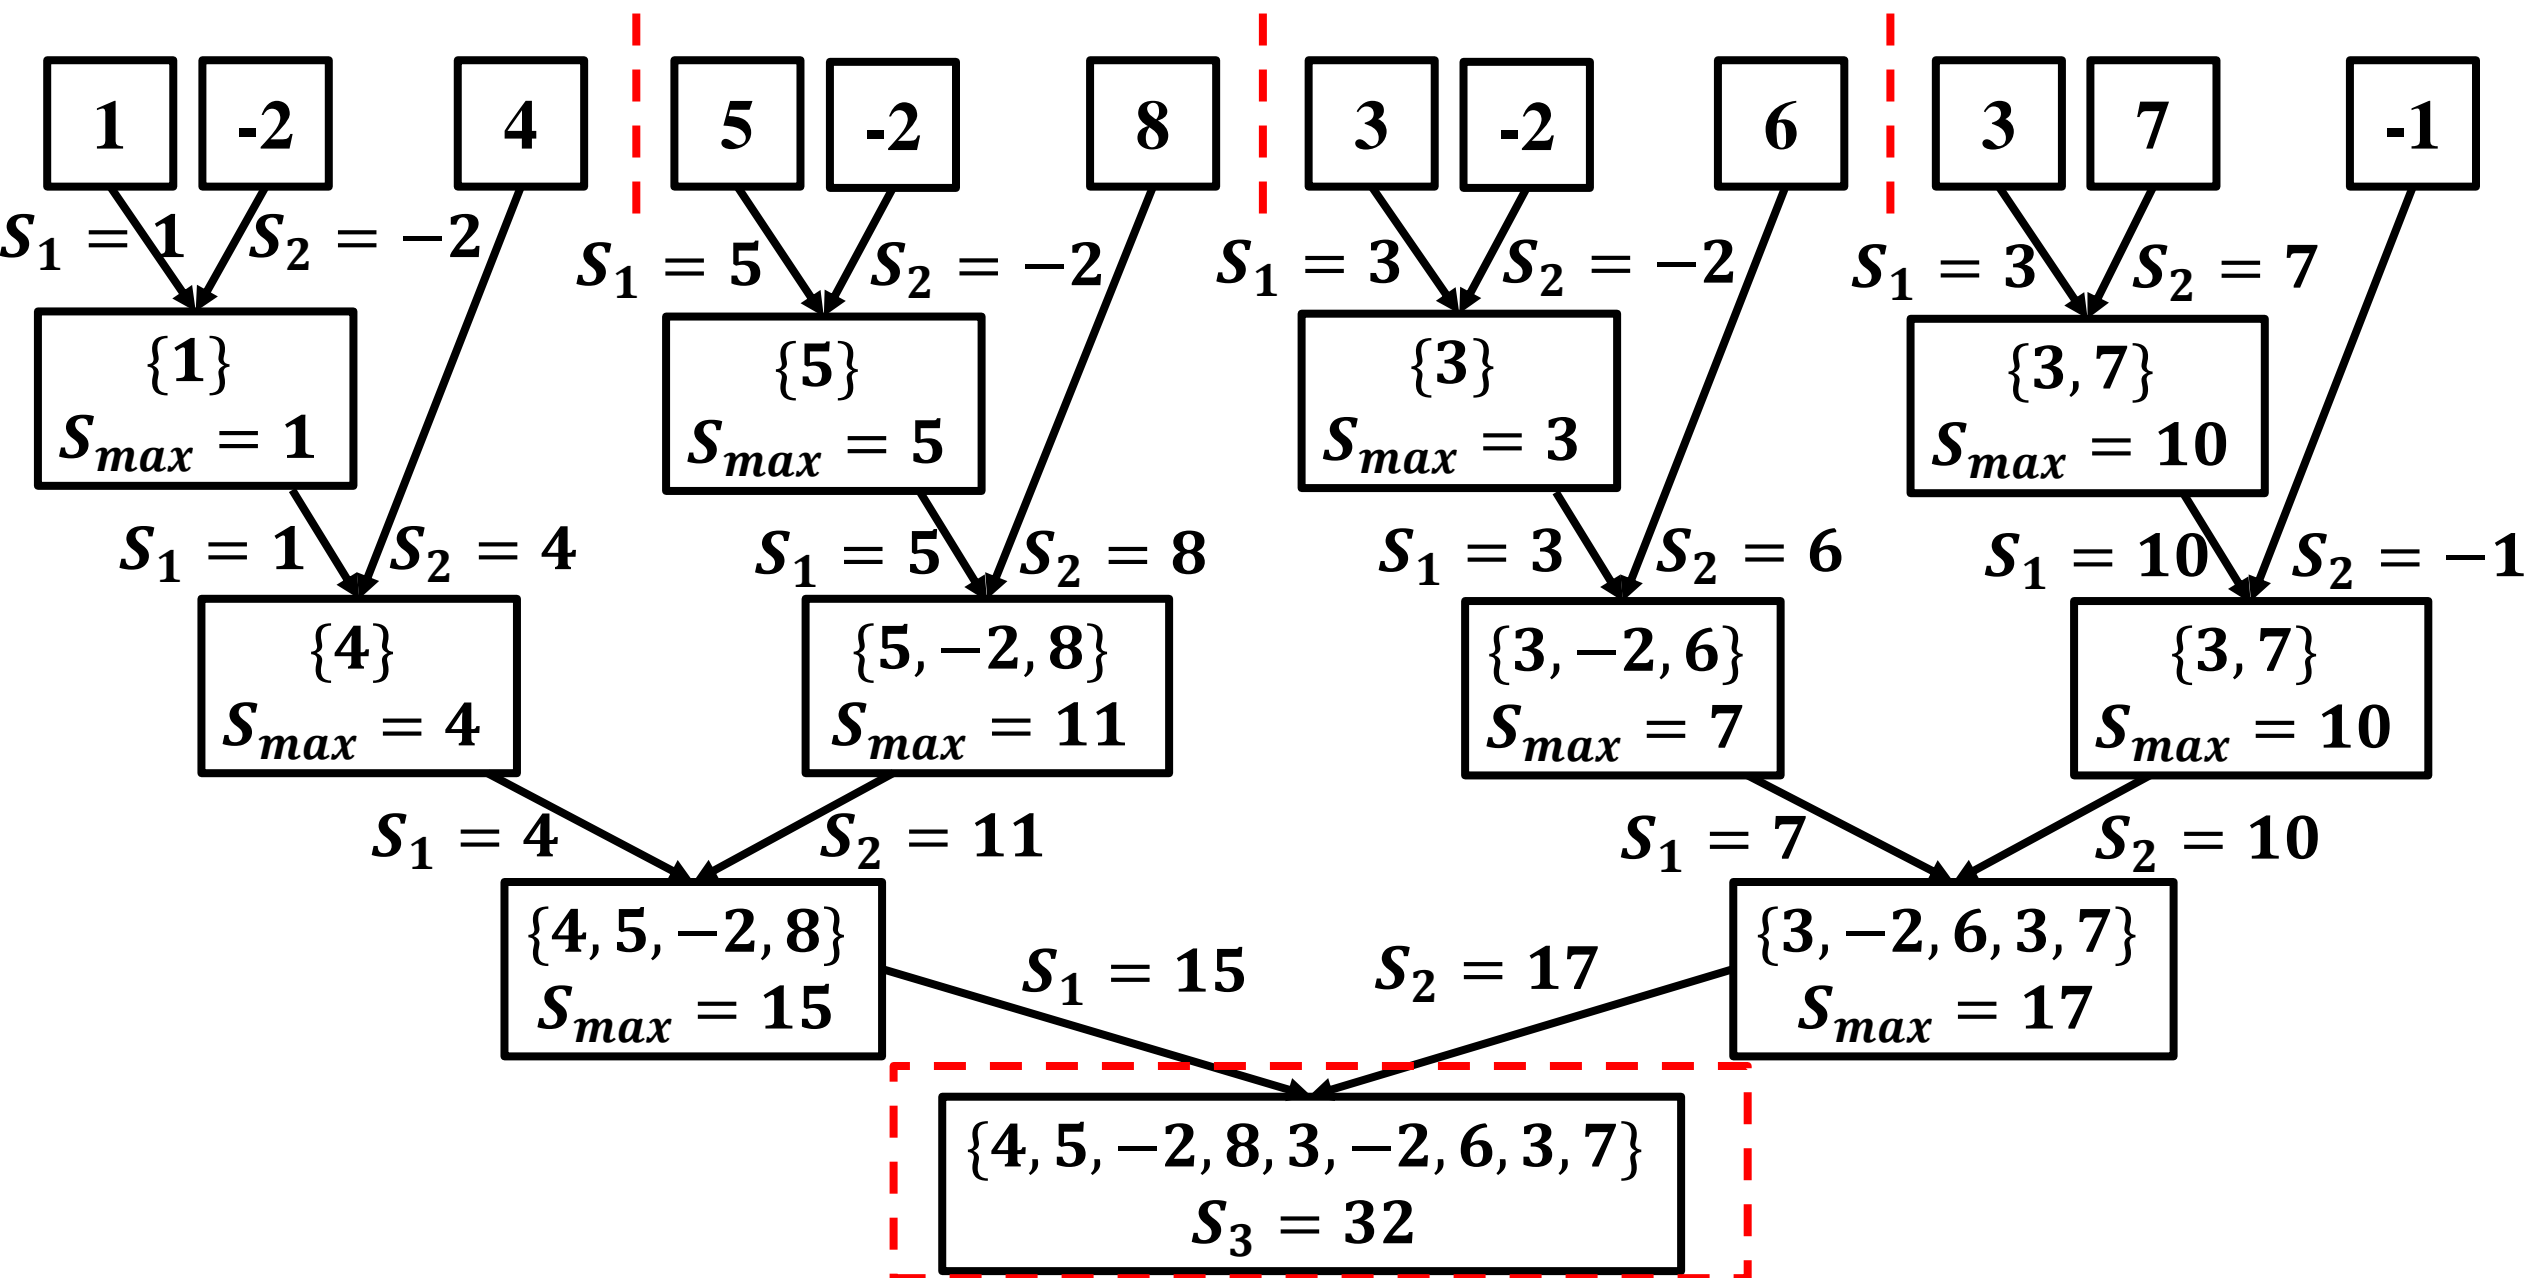 1 -2 4 5 -2 8 3 -2 6 3 7 -1
S₁ = 1 S₂ = −2 S₁ = 5 S₂ = −2 S₁ = 3 S₂ = −2 S₁ = 3 S₂ = 7
{1} {5} {3} {3, 7}
Sₘₐₓ = 1 Sₘₐₓ = 5 Sₘₐₓ = 3 Sₘₐₓ = 10
S₁ = 1 S₂ = 4 S₁ = 5 S₂ = 8 S₁ = 3 S₂ = 6 S₁ = 10 S₂ = −1
{4} {5, −2, 8} {3, −2, 6} {3, 7}
Sₘₐₓ = 4 Sₘₐₓ = 11 Sₘₐₓ = 7 Sₘₐₓ = 10
S₁ = 4 S₂ = 11 S₁ = 7 S₂ = 10
{4, 5, −2, 8} {3, −2, 6, 3, 7}
S₁ = 15 S₂ = 17
Sₘₐₓ = 15 Sₘₐₓ = 17
{4, 5, −2, 8, 3, −2, 6, 3, 7}
S₃ = 32